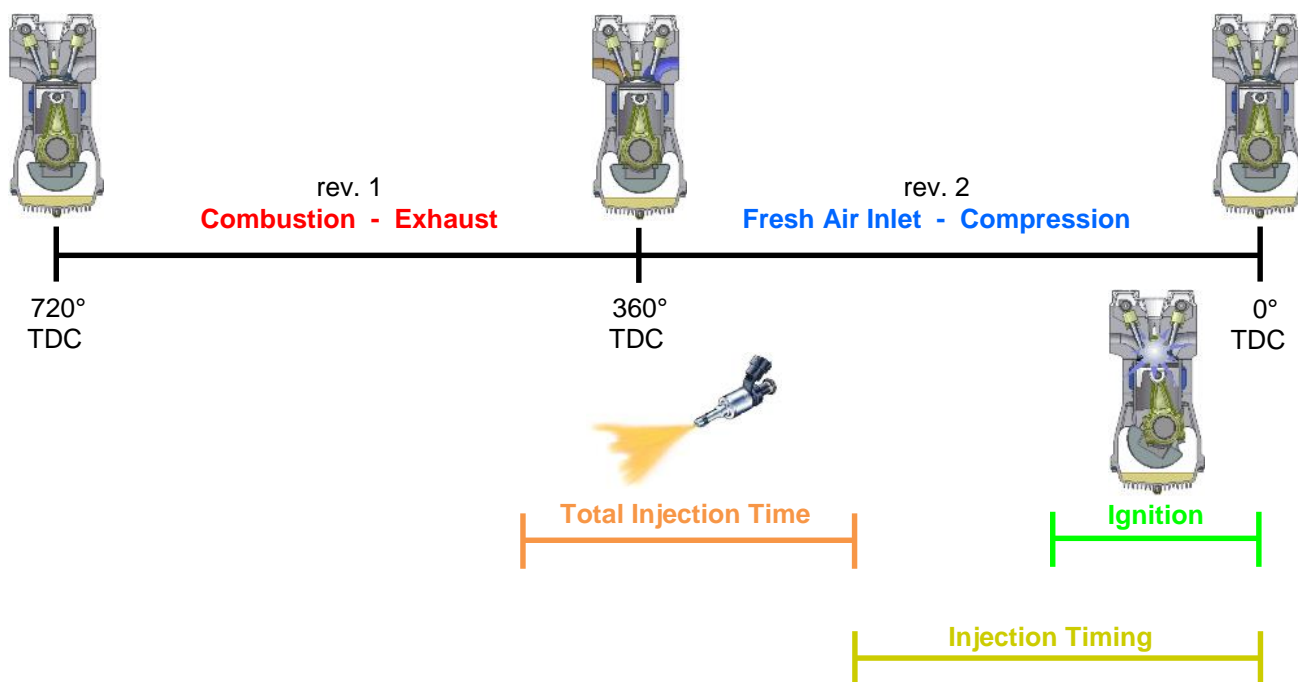 rev. 1
Combustion - Exhaust
rev. 2
Fresh Air Inlet - Compression
720°
TDC
360°
TDC
0°
TDC
Total Injection Time
Ignition
Injection Timing